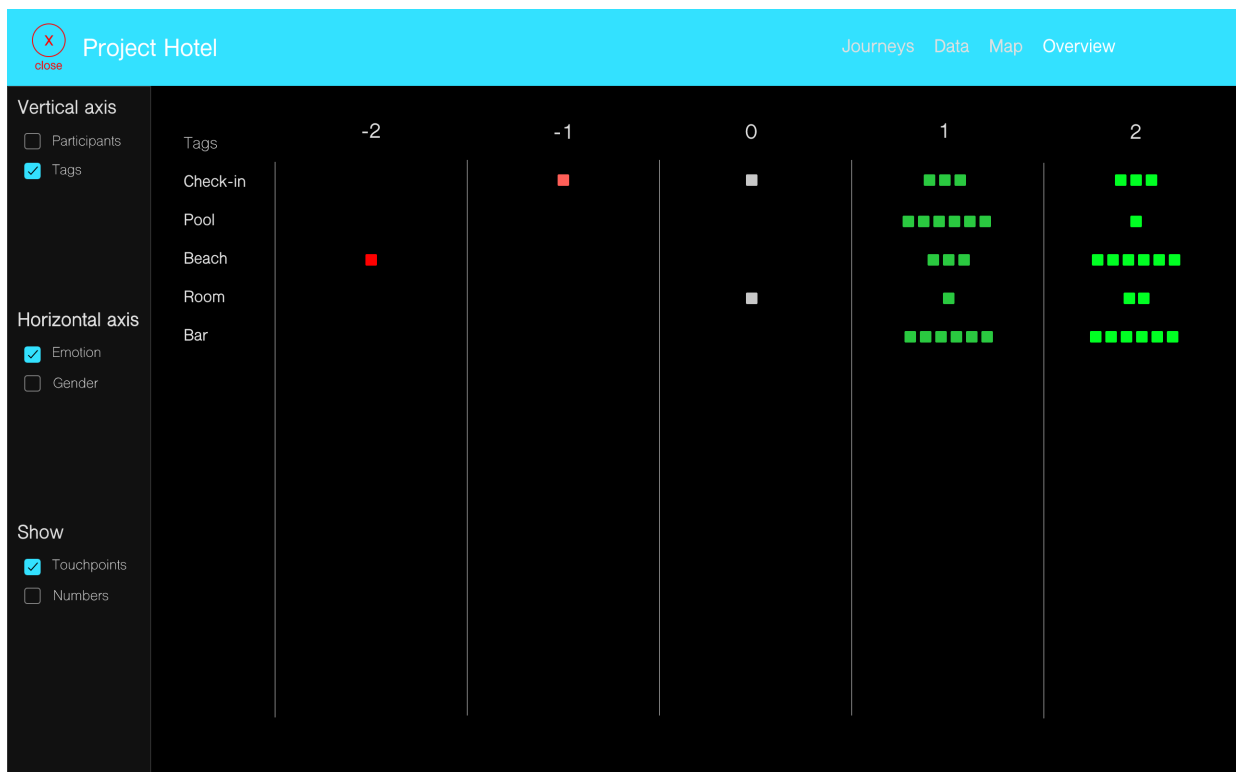 X
close
Project Hotel
Journeys Data Map Overview
Vertical axis
Participants
Tags
Horizontal axis
Emotion
Gender
Show
Touchpoints
Numbers
Tags -2 -1 0 1 2
Check-in
Pool
Beach
Room
Bar